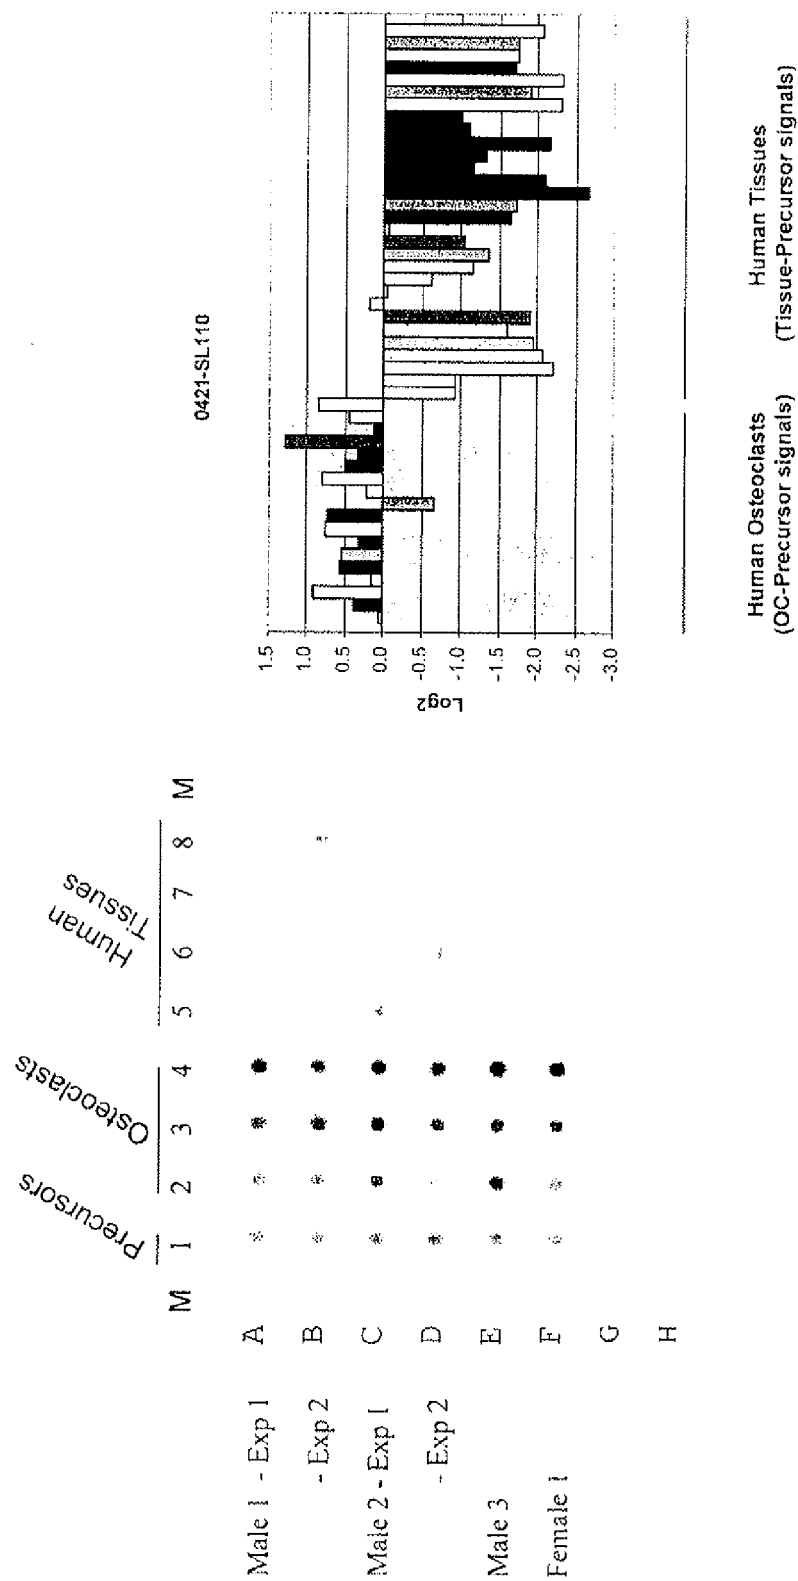 Precursors
Osteoclasts
Human
Tissues
M 1 2 3 4 5 6 7 8 M
Male 1 - Exp 1 A
- Exp 2 B
Male 2 - Exp 1 C
- Exp 2 D
Male 3 E
Female 1 F
G
H
0421-SL110
1.5
1.0
0.5
0.0
-0.5
-1.0
-1.5
-2.0
-2.5
-3.0
Log2
Human Osteoclasts
(OC-Precursor signals)
Human Tissues
(Tissue-Precursor signals)